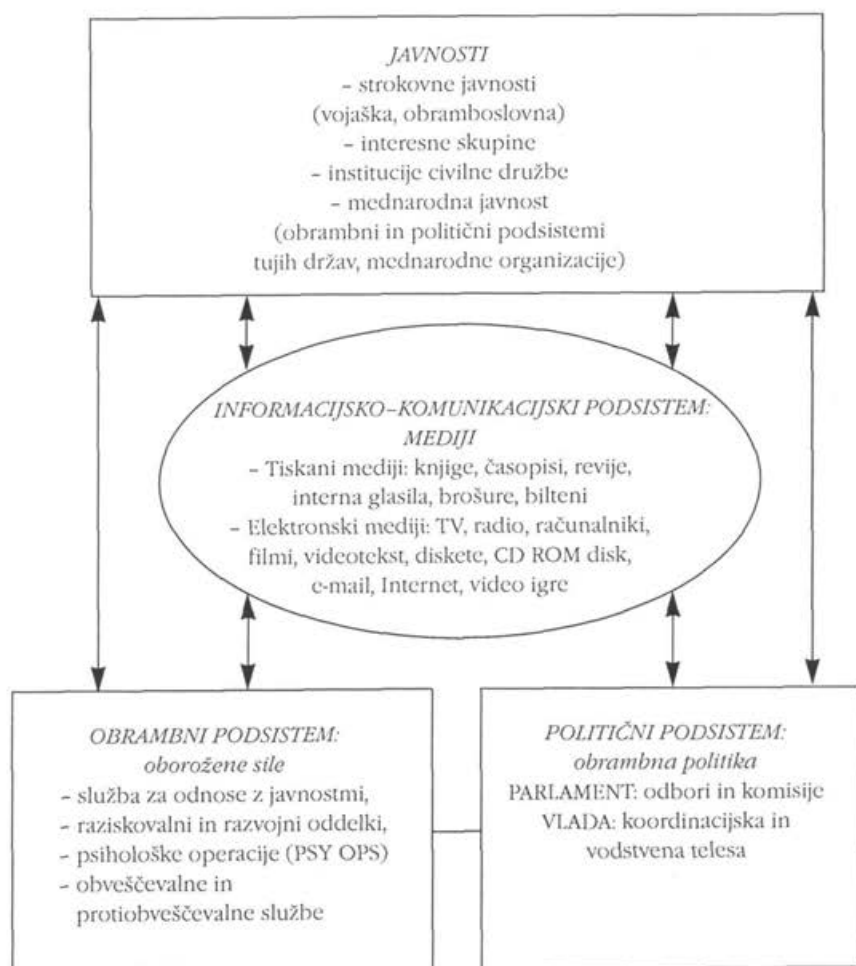 JAVNOSTI
– strokovne javnosti
(vojaška, obramboslovna)
– interesne skupine
– institucije civilne družbe
– mednarodna javnost
(obrambni in politični podsistemi
tujih držav, mednarodne organizacije)
INFORMACIJSKO–KOMUNIKACIJSKI PODSISTEM:
MEDIJI
– Tiskani mediji: knjige, časopisi, revije,
interna glasila, brošure, bilteni
– Elektronski mediji: TV, radio, računalniki,
filmi, videotekst, diskete, CD ROM disk,
e-mail, Internet, video igre
OBRAMBNI PODSISTEM:
oborožene sile
– služba za odnose z javnostmi,
– raziskovalni in razvojni oddelki,
– psihološke operacije (PSY OPS)
– obveščevalne in
protiobveščevalne službe
POLITIČNI PODSISTEM:
obrambna politika
PARLAMENT: odbori in komisije
VLADA: koordinacijska in
vodstvena telesa